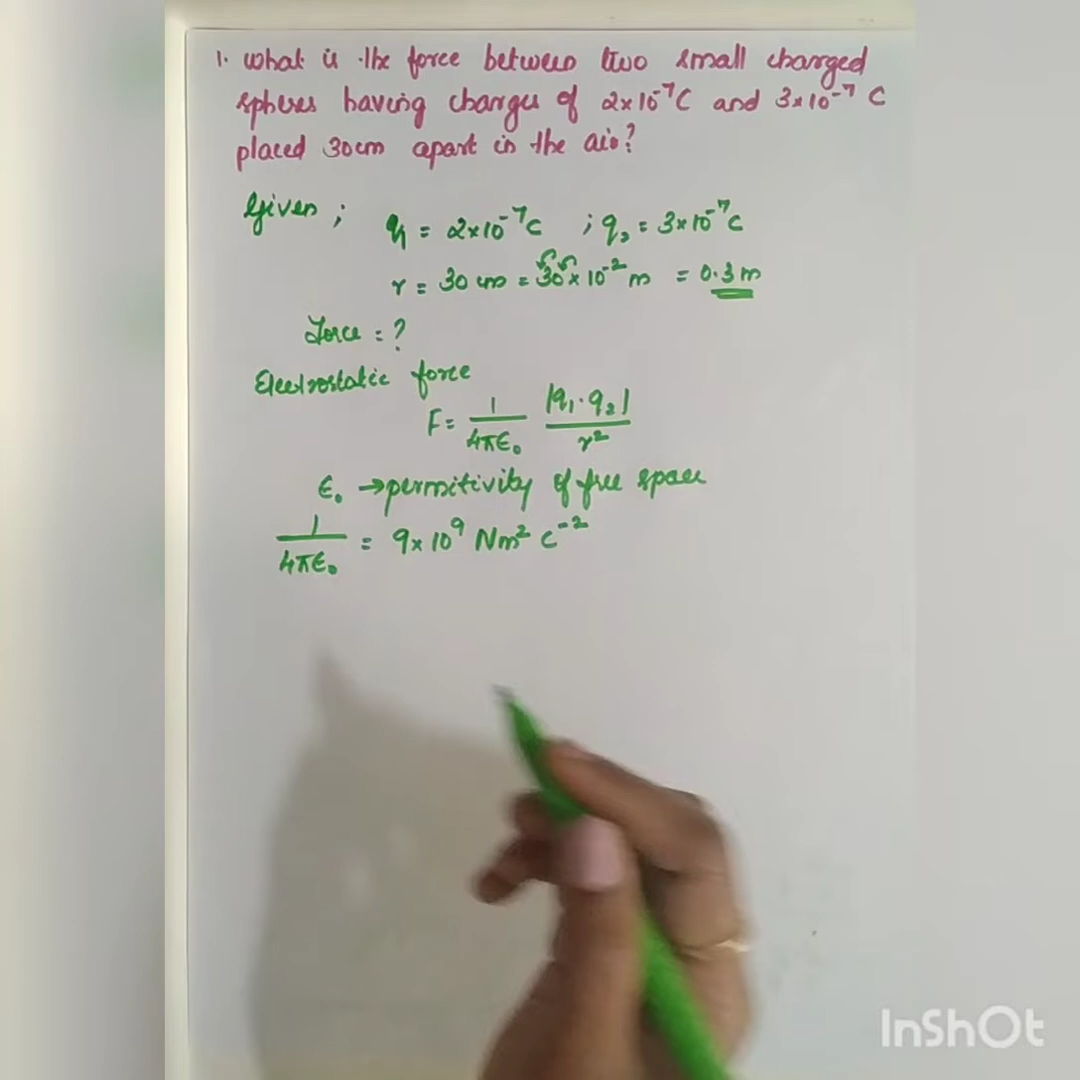 1. What is the force between two small charged
spheres having charges of 2×10⁻⁷C and 3×10⁻⁷ C
placed 30cm apart in the air?
Given ; q₁ = 2×10⁻⁷C ; q₂ = 3×10⁻⁷C
r = 30 cm = 30×10⁻² m = 0.3 m
Force = ?
Electrostatic force
F = 1/4πϵ₀ |q₁·q₂|/r²
ϵ₀ → permitivity of free space
1/4πϵ₀ = 9×10⁹ Nm² C⁻²
InShOt